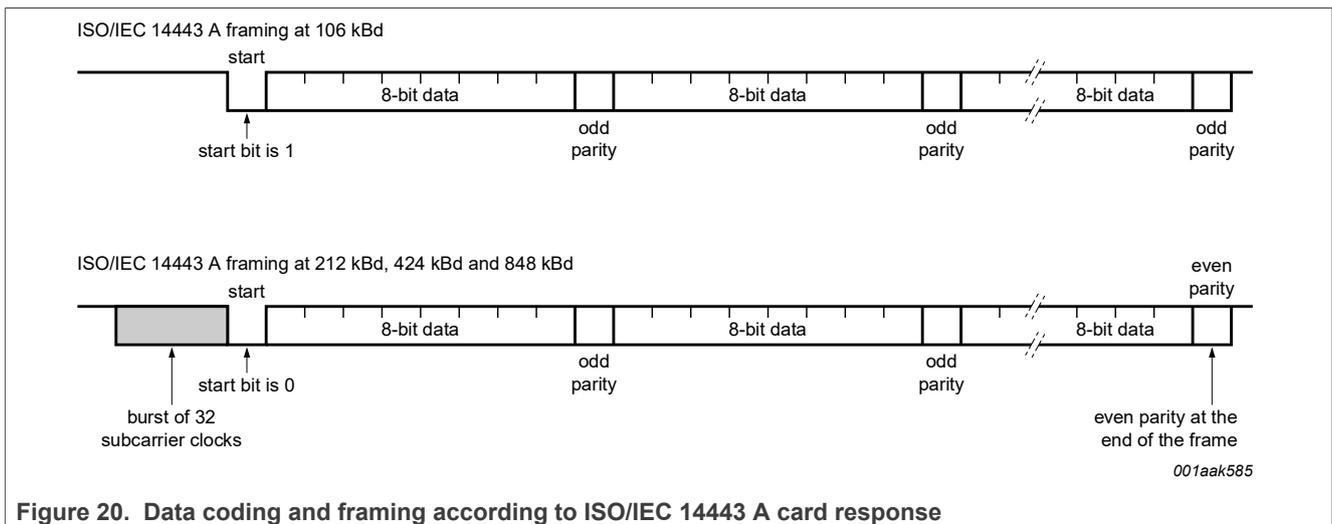 ISO/IEC 14443 A framing at 106 kBd
start
8-bit data
8-bit data
8-bit data
start bit is 1
odd
parity
odd
parity
odd
parity
ISO/IEC 14443 A framing at 212 kBd, 424 kBd and 848 kBd
start
even
parity
8-bit data
8-bit data
8-bit data
start bit is 0
odd
parity
odd
parity
burst of 32
subcarrier clocks
even parity at the
end of the frame
001aak585
Figure 20. Data coding and framing according to ISO/IEC 14443 A card response